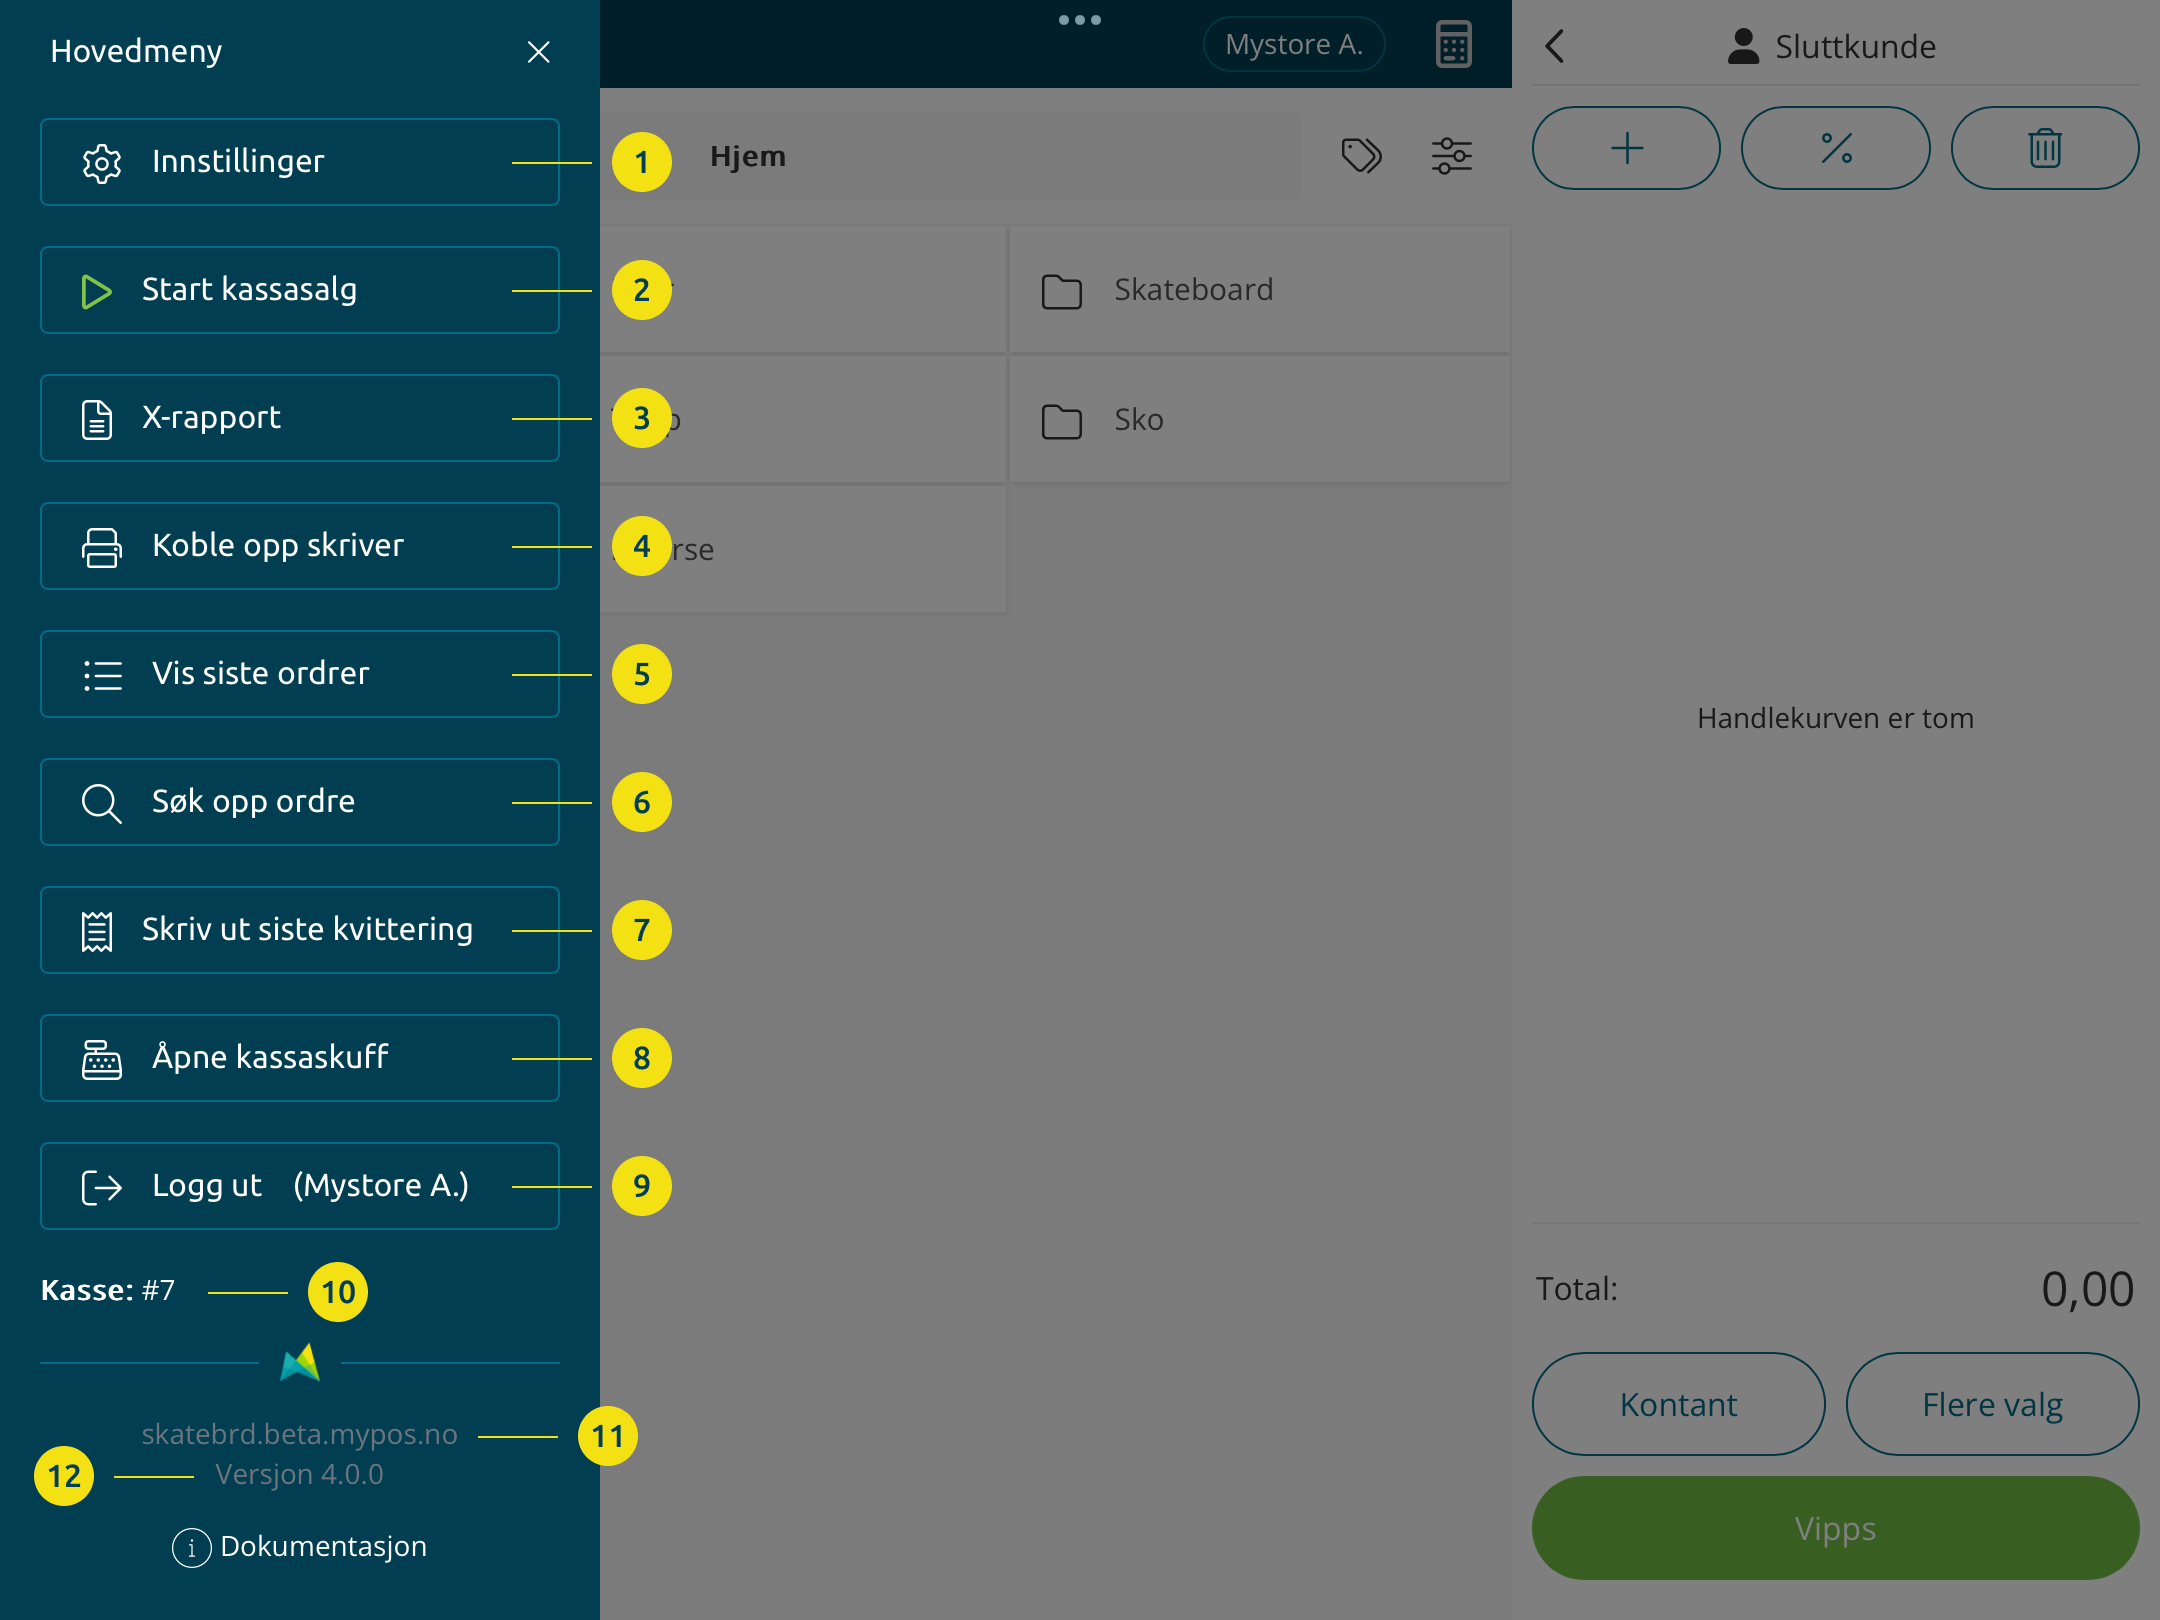 Hovedmeny
Innstillinger
1
Start kassasalg
2
X-rapport
3
Koble opp skriver
4
Vis siste ordrer
5
Søk opp ordre
6
Skriv ut siste kvittering
7
Åpne kassaskuff
8
Logg ut (Mystore A.)
9
Kasse: #7
10
skatebrd.beta.mypos.no
11
12
Versjon 4.0.0
Dokumentasjon
Mystore A.
Hjem
Skateboard
Sko
Sluttkunde
Handlekurven er tom
Total: 0,00
Kontant
Flere valg
Vipps